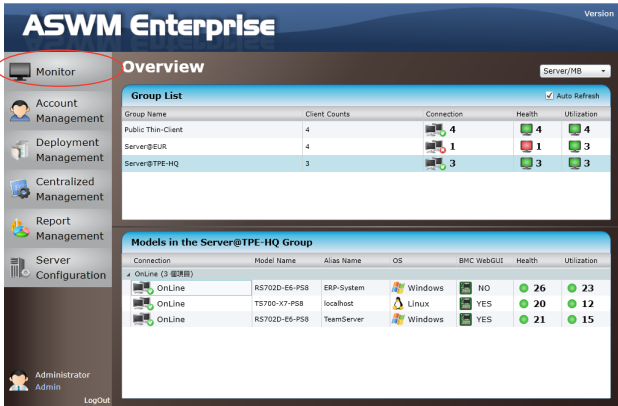 ASWM Enterprise
Version
Monitor
Account
Management
Deployment
Management
Centralized
Management
Report
Management
Server
Configuration
Administrator
Admin
LogOut
Overview
Server/MB
Group List
Auto Refresh
Group Name Client Counts Connection Health Utilization
Public Thin-Client 4 4 4 4
Server@EUR 4 1 1 3
Server@TPE-HQ 3 3 3 3
Models in the Server@TPE-HQ Group
Connection Model Name Alias Name OS BMC WebGUI Health Utilization
OnLine (3 個項目)
OnLine RS702D-E6-PS8 ERP-System Windows NO 26 23
OnLine TS700-X7-PS8 localhost Linux YES 20 12
OnLine RS702D-E6-PS8 TeamServer Windows YES 21 15